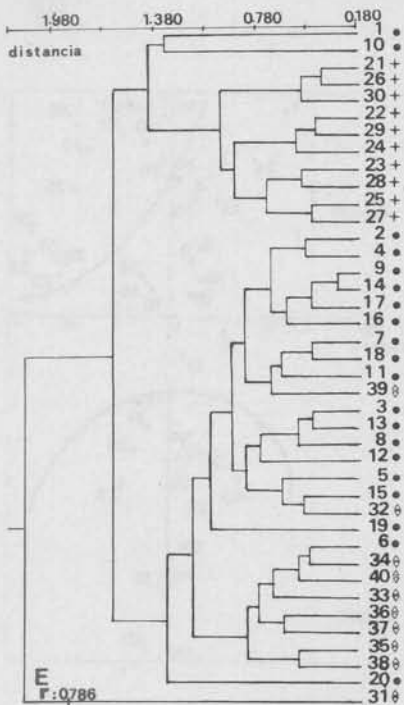 1.980 1.380 0.780 0.180
distancia
1 •
10 •
21 +
26 +
30 +
22 +
29 +
24 +
23 +
28 +
25 +
27 +
2 •
4 •
9 •
14 •
17 •
16 •
7 •
18 •
11 •
39 θ
3 •
13 •
8 •
12 •
5 •
15 •
32 θ
19 •
6 •
34 θ
40 θ
33 θ
36 θ
37 θ
35 θ
38 θ
20 •
31 θ
E
r:0,786